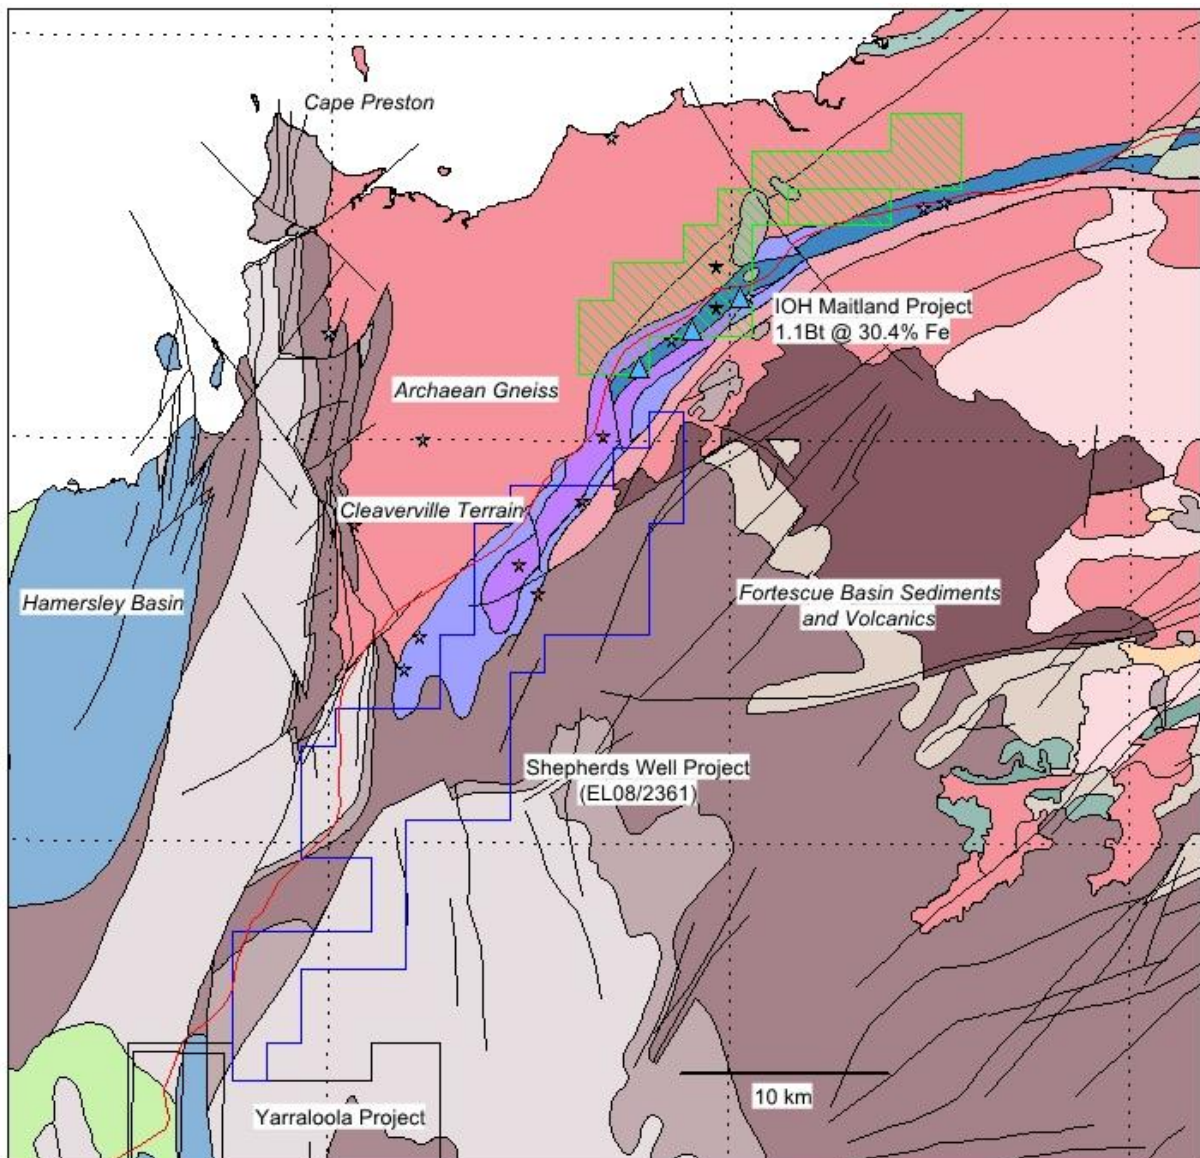 Cape Preston
IOH Maitland Project
1.1Bt @ 30.4% Fe
Archaean Gneiss
Cleaverville Terrain
Hamersley Basin
Fortescue Basin Sediments
and Volcanics
Shepherds Well Project
(EL08/2361)
10 km
Yarraloola Project